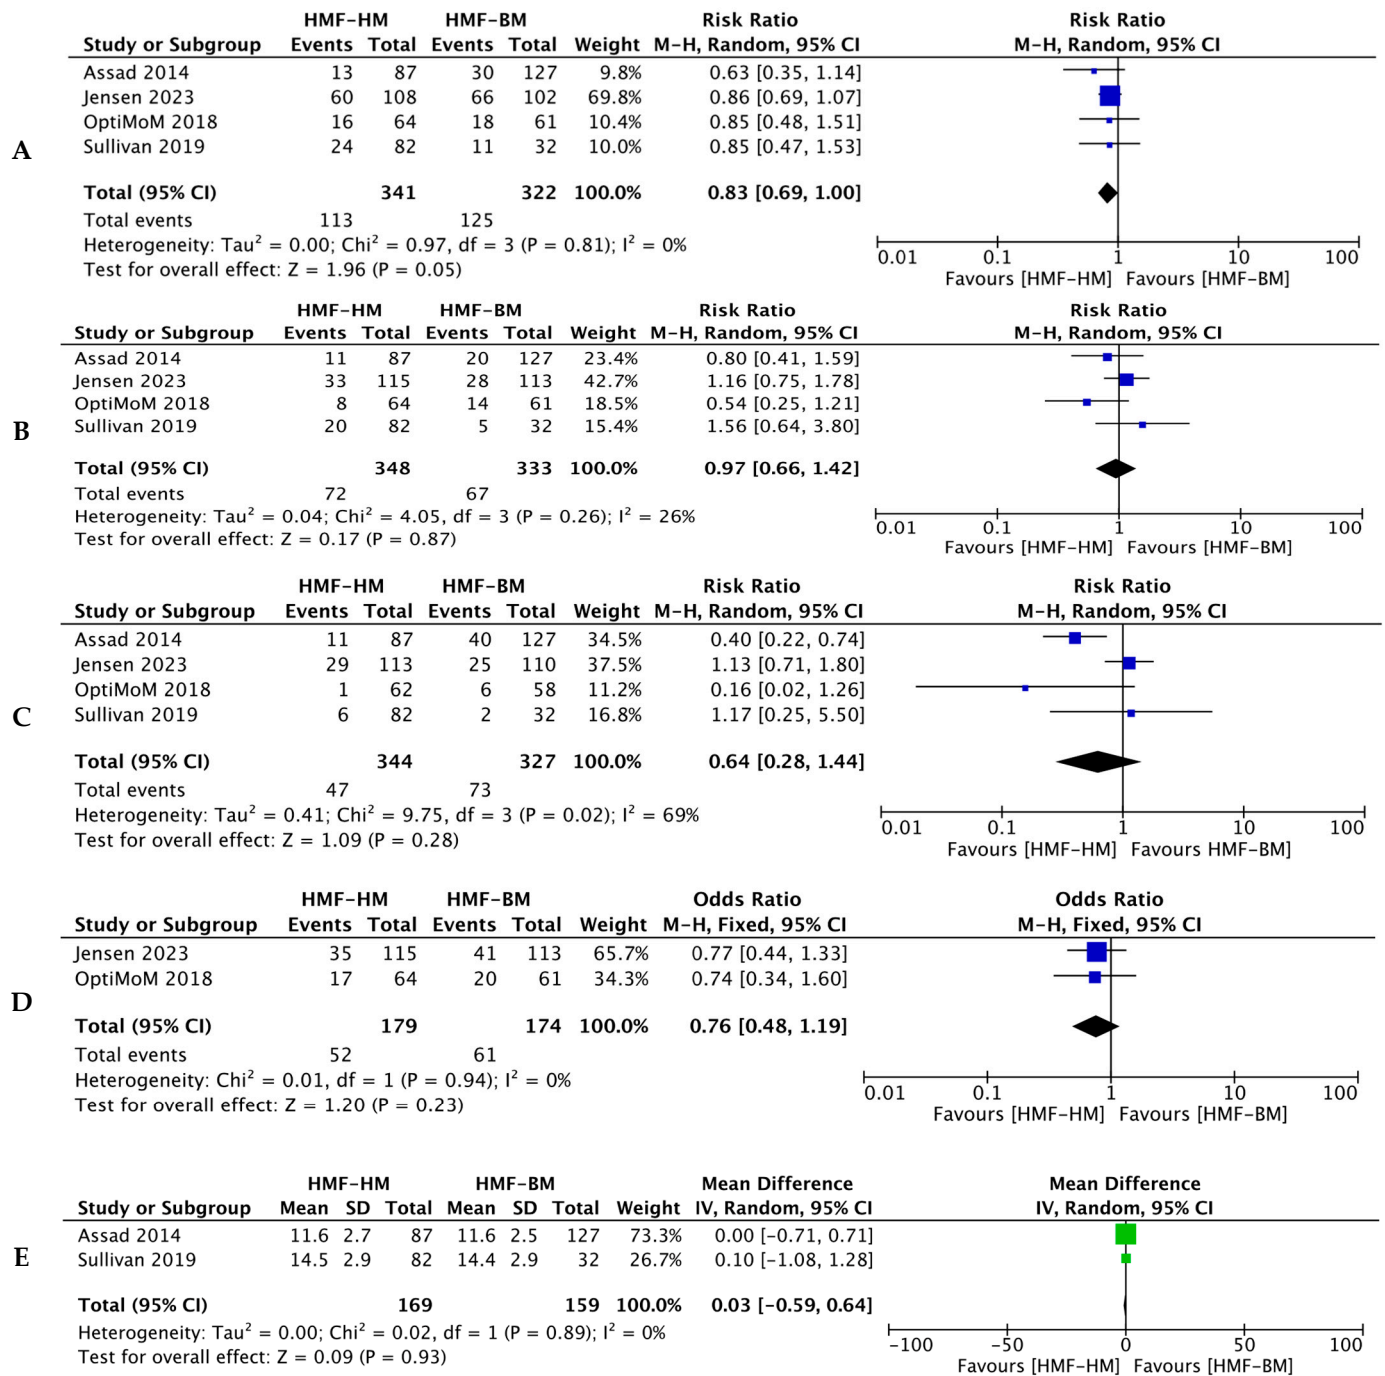 A
HMF-HM HMF-BM Risk Ratio Risk Ratio
Study or Subgroup Events Total Events Total Weight M-H, Random, 95% CI M-H, Random, 95% CI
Assad 2014 13 87 30 127 9.8% 0.63 [0.35, 1.14]
Jensen 2023 60 108 66 102 69.8% 0.86 [0.69, 1.07]
OptiMoM 2018 16 64 18 61 10.4% 0.85 [0.48, 1.51]
Sullivan 2019 24 82 11 32 10.0% 0.85 [0.47, 1.53]
Total (95% CI) 341 322 100.0% 0.83 [0.69, 1.00]
Total events 113 125
Heterogeneity: Tau² = 0.00; Chi² = 0.97, df = 3 (P = 0.81); I² = 0%
Test for overall effect: Z = 1.96 (P = 0.05)
0.01 0.1 1 10 100
Favours [HMF-HM] Favours [HMF-BM]
B
HMF-HM HMF-BM Risk Ratio Risk Ratio
Study or Subgroup Events Total Events Total Weight M-H, Random, 95% CI M-H, Random, 95% CI
Assad 2014 11 87 20 127 23.4% 0.80 [0.41, 1.59]
Jensen 2023 33 115 28 113 42.7% 1.16 [0.75, 1.78]
OptiMoM 2018 8 64 14 61 18.5% 0.54 [0.25, 1.21]
Sullivan 2019 20 82 5 32 15.4% 1.56 [0.64, 3.80]
Total (95% CI) 348 333 100.0% 0.97 [0.66, 1.42]
Total events 72 67
Heterogeneity: Tau² = 0.04; Chi² = 4.05, df = 3 (P = 0.26); I² = 26%
Test for overall effect: Z = 0.17 (P = 0.87)
0.01 0.1 1 10 100
Favours [HMF-HM] Favours [HMF-BM]
C
HMF-HM HMF-BM Risk Ratio Risk Ratio
Study or Subgroup Events Total Events Total Weight M-H, Random, 95% CI M-H, Random, 95% CI
Assad 2014 11 87 40 127 34.5% 0.40 [0.22, 0.74]
Jensen 2023 29 113 25 110 37.5% 1.13 [0.71, 1.80]
OptiMoM 2018 1 62 6 58 11.2% 0.16 [0.02, 1.26]
Sullivan 2019 6 82 2 32 16.8% 1.17 [0.25, 5.50]
Total (95% CI) 344 327 100.0% 0.64 [0.28, 1.44]
Total events 47 73
Heterogeneity: Tau² = 0.41; Chi² = 9.75, df = 3 (P = 0.02); I² = 69%
Test for overall effect: Z = 1.09 (P = 0.28)
0.01 0.1 1 10 100
Favours [HMF-HM] Favours HMF-BM]
D
HMF-HM HMF-BM Odds Ratio Odds Ratio
Study or Subgroup Events Total Events Total Weight M-H, Fixed, 95% CI M-H, Fixed, 95% CI
Jensen 2023 35 115 41 113 65.7% 0.77 [0.44, 1.33]
OptiMoM 2018 17 64 20 61 34.3% 0.74 [0.34, 1.60]
Total (95% CI) 179 174 100.0% 0.76 [0.48, 1.19]
Total events 52 61
Heterogeneity: Chi² = 0.01, df = 1 (P = 0.94); I² = 0%
Test for overall effect: Z = 1.20 (P = 0.23)
0.01 0.1 1 10 100
Favours [HMF-HM] Favours [HMF-BM]
E
HMF-HM HMF-BM Mean Difference Mean Difference
Study or Subgroup Mean SD Total Mean SD Total Weight IV, Random, 95% CI IV, Random, 95% CI
Assad 2014 11.6 2.7 87 11.6 2.5 127 73.3% 0.00 [-0.71, 0.71]
Sullivan 2019 14.5 2.9 82 14.4 2.9 32 26.7% 0.10 [-1.08, 1.28]
Total (95% CI) 169 159 100.0% 0.03 [-0.59, 0.64]
Heterogeneity: Tau² = 0.00; Chi² = 0.02, df = 1 (P = 0.89); I² = 0%
Test for overall effect: Z = 0.09 (P = 0.93)
-100 -50 0 50 100
Favours [HMF-HM] Favours [HMF-BM]